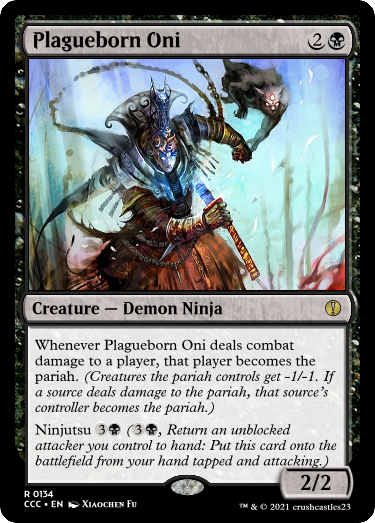 Plagueborn Oni 2
Creature — Demon Ninja
Whenever Plagueborn Oni deals combat
damage to a player, that player becomes the
pariah. (Creatures the pariah controls get -1/-1. If
a source deals damage to the pariah, that source's
controller becomes the pariah.)
Ninjutsu 3 (3, Return an unblocked
attacker you control to hand: Put this card onto the
battlefield from your hand tapped and attacking.)
2/2
R 0134
CCC • EN Xiaochen Fu
™ & © 2021 crushcastles23